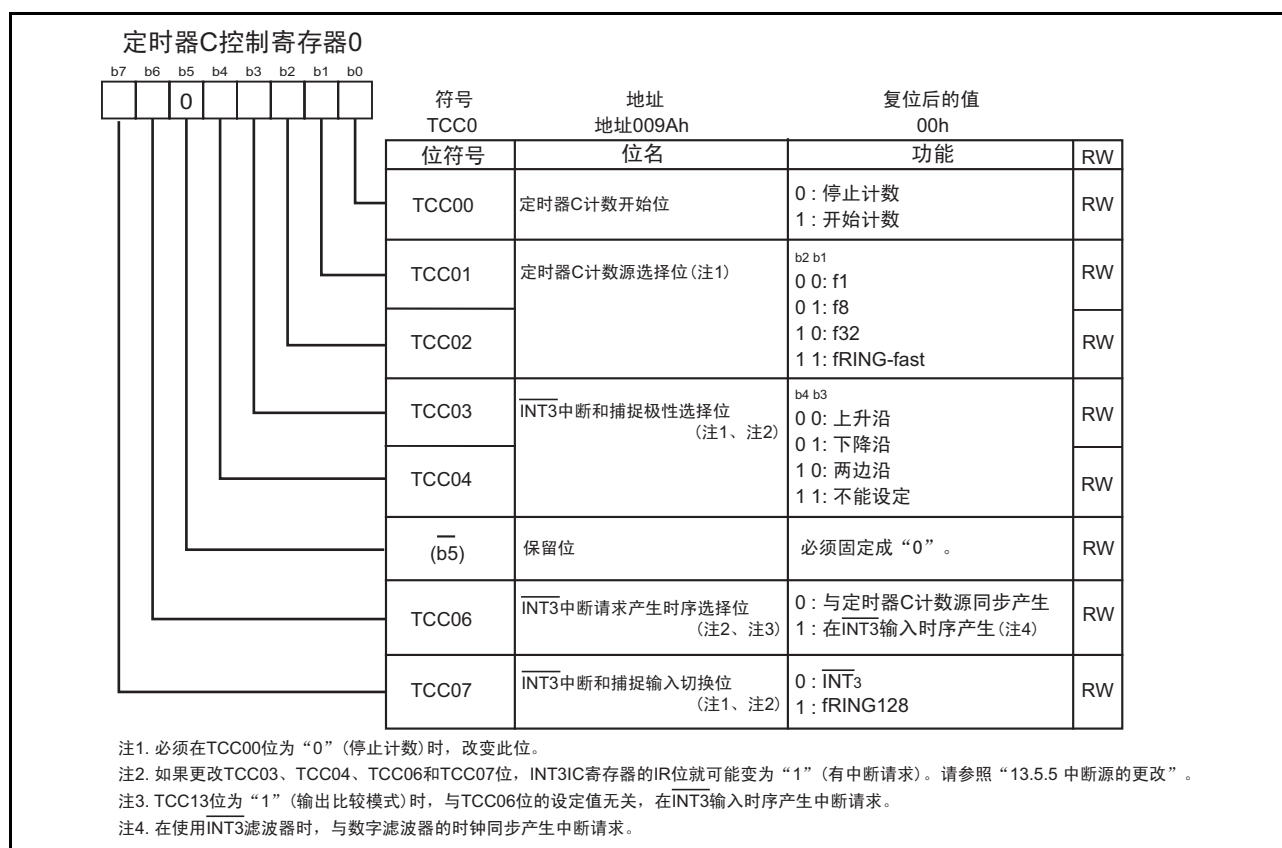 定时器C控制寄存器0
b7 b6 b5 b4 b3 b2 b1 b0
0
符号 地址 复位后的值
TCC0 地址009Ah 00h
位符号 位名 功能 RW
TCC00 定时器C计数开始位 0 : 停止计数 RW
1 : 开始计数
TCC01 定时器C计数源选择位(注1) b2 b1 RW
0 0: f1
0 1: f8
TCC02 1 0: f32 RW
1 1: fRING-fast
TCC03 INT3中断和捕捉极性选择位 b4 b3 RW
(注1、注2) 0 0: 上升沿
0 1: 下降沿
TCC04 1 0: 两边沿 RW
1 1: 不能设定
— (b5) 保留位 必须固定成“0”。 RW
TCC06 INT3中断请求产生时序选择位 0 : 与定时器C计数源同步产生 RW
(注2、注3) 1 : 在INT3输入时序产生(注4)
TCC07 INT3中断和捕捉输入切换位 0 : INT3 RW
(注1、注2) 1 : fRING128
注1. 必须在TCC00位为“0”(停止计数)时，改变此位。
注2. 如果更改TCC03、TCC04、TCC06和TCC07位，INT3IC寄存器的IR位就可能变为“1”(有中断请求)。请参照“13.5.5 中断源的更改”。
注3. TCC13位为“1”(输出比较模式)时，与TCC06位的设定值无关，在INT3输入时序产生中断请求。
注4. 在使用INT3滤波器时，与数字滤波器的时钟同步产生中断请求。